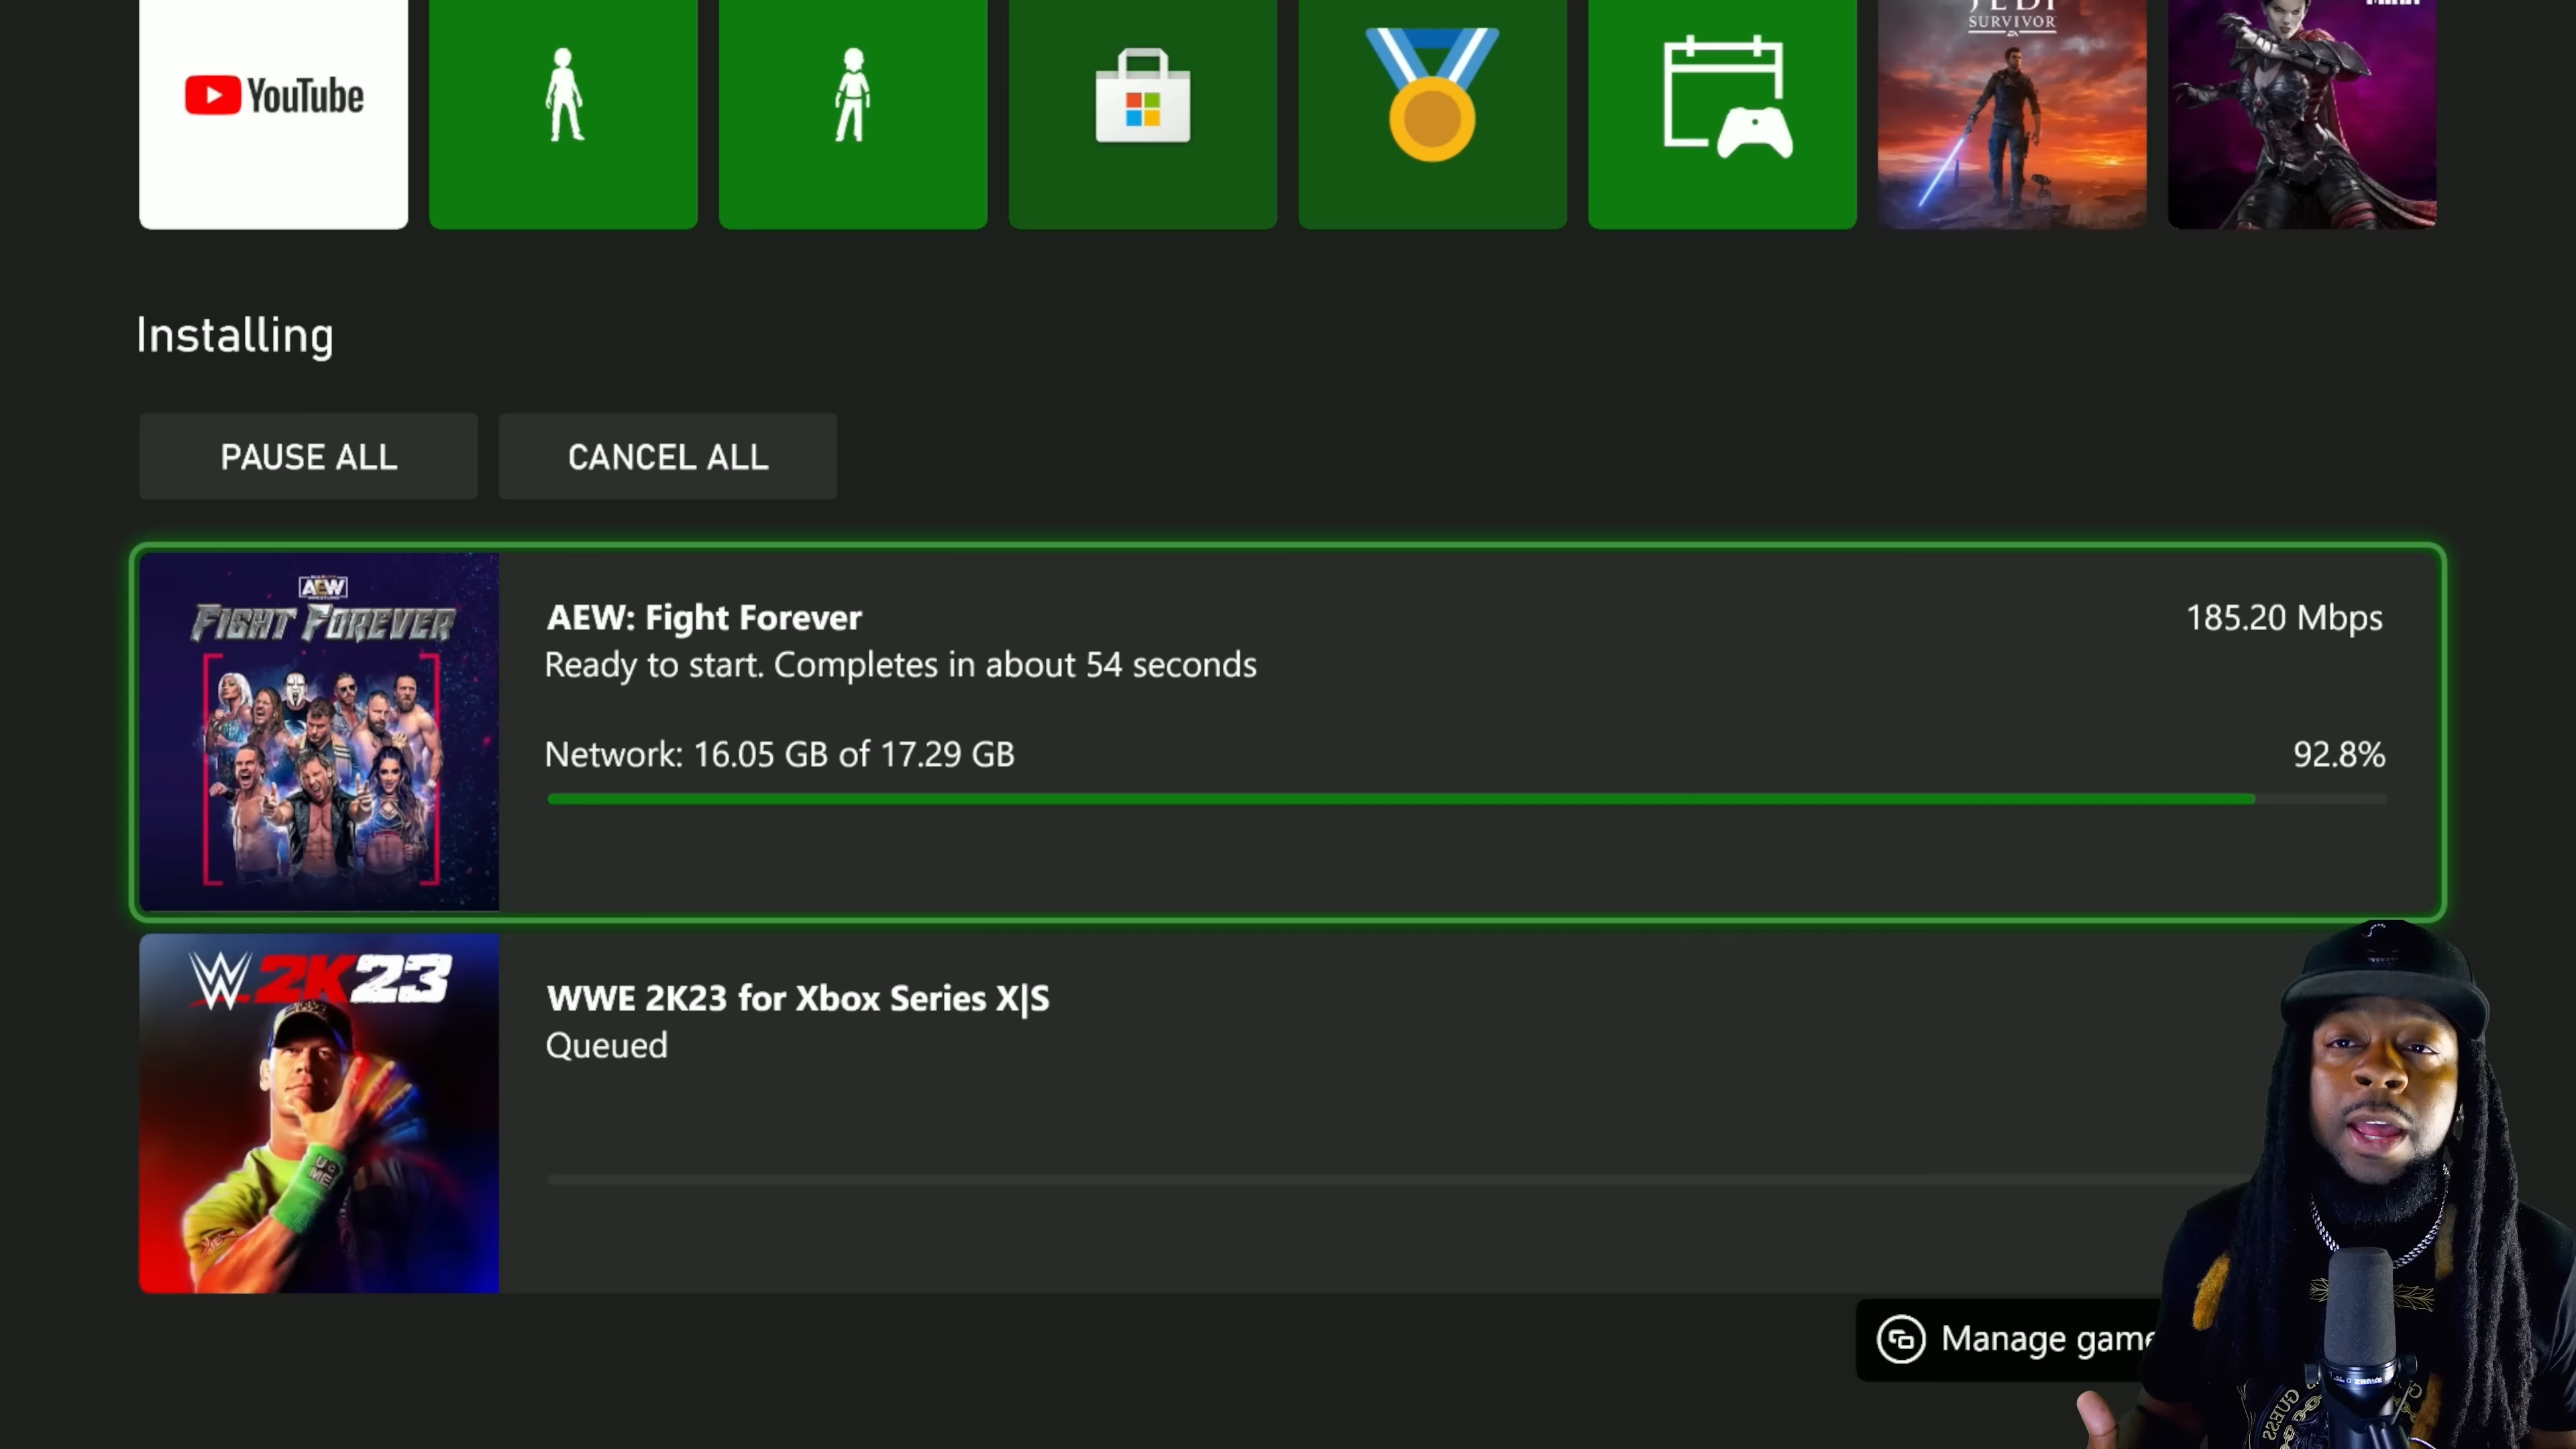 YouTube
JEDI
SURVIVOR
Installing
PAUSE ALL
CANCEL ALL
AEW
FIGHT FOREVER
AEW: Fight Forever
185.20 Mbps
Ready to start. Completes in about 54 seconds
Network: 16.05 GB of 17.29 GB
92.8%
W 2K23
WWE 2K23 for Xbox Series X|S
Queued
U C
ME
Manage game
GUESS